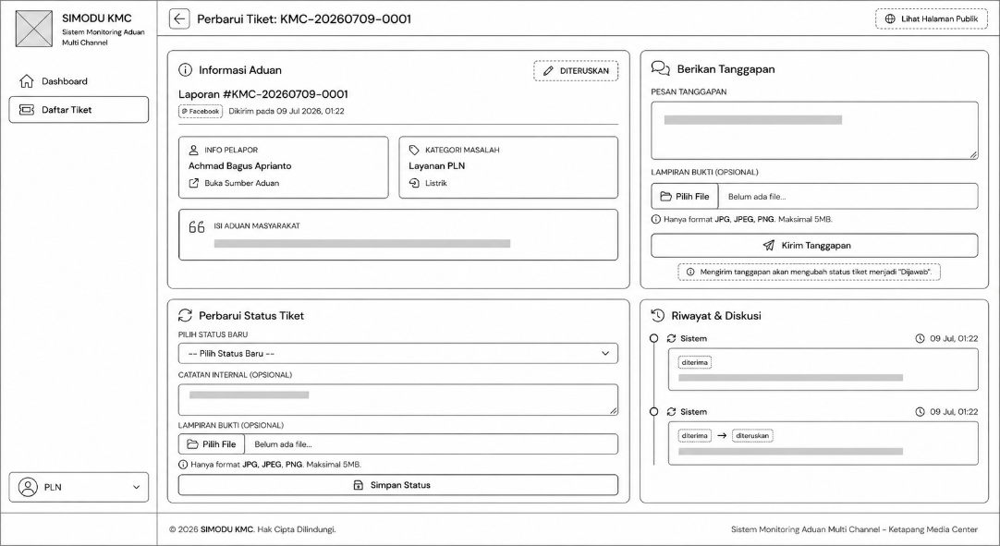 SIMODU KMC
Sistem Monitoring Aduan
Multi Channel
Dashboard
Daftar Tiket
PLN
Perbarui Tiket: KMC-20260709-0001
Lihat Halaman Publik
Informasi Aduan
DITERUSKAN
Laporan #KMC-20260709-0001
Facebook
Dikirim pada 09 Jul 2026, 01:22
INFO PELAPOR
Achmad Bagus Aprianto
Buka Sumber Aduan
KATEGORI MASALAH
Layanan PLN
Listrik
ISI ADUAN MASYARAKAT
Berikan Tanggapan
PESAN TANGGAPAN
LAMPIRAN BUKTI (OPSIONAL)
Pilih File
Belum ada file...
Hanya format JPG, JPEG, PNG. Maksimal 5MB.
Kirim Tanggapan
Mengirim tanggapan akan mengubah status tiket menjadi "Dijawab".
Perbarui Status Tiket
PILIH STATUS BARU
-- Pilih Status Baru --
CATATAN INTERNAL (OPSIONAL)
LAMPIRAN BUKTI (OPSIONAL)
Pilih File
Belum ada file...
Hanya format JPG, JPEG, PNG. Maksimal 5MB.
Simpan Status
Riwayat & Diskusi
Sistem
09 Jul, 01:22
diterima
Sistem
09 Jul, 01:22
diterima → diteruskan
© 2026 SIMODU KMC. Hak Cipta Dilindungi.
Sistem Monitoring Aduan Multi Channel - Ketapang Media Center